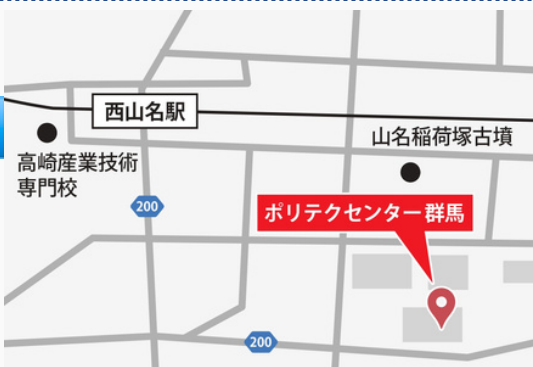 西山名駅
山名稲荷塚古墳
高崎産業技術
専門校
200
ポリテクセンター群馬
200